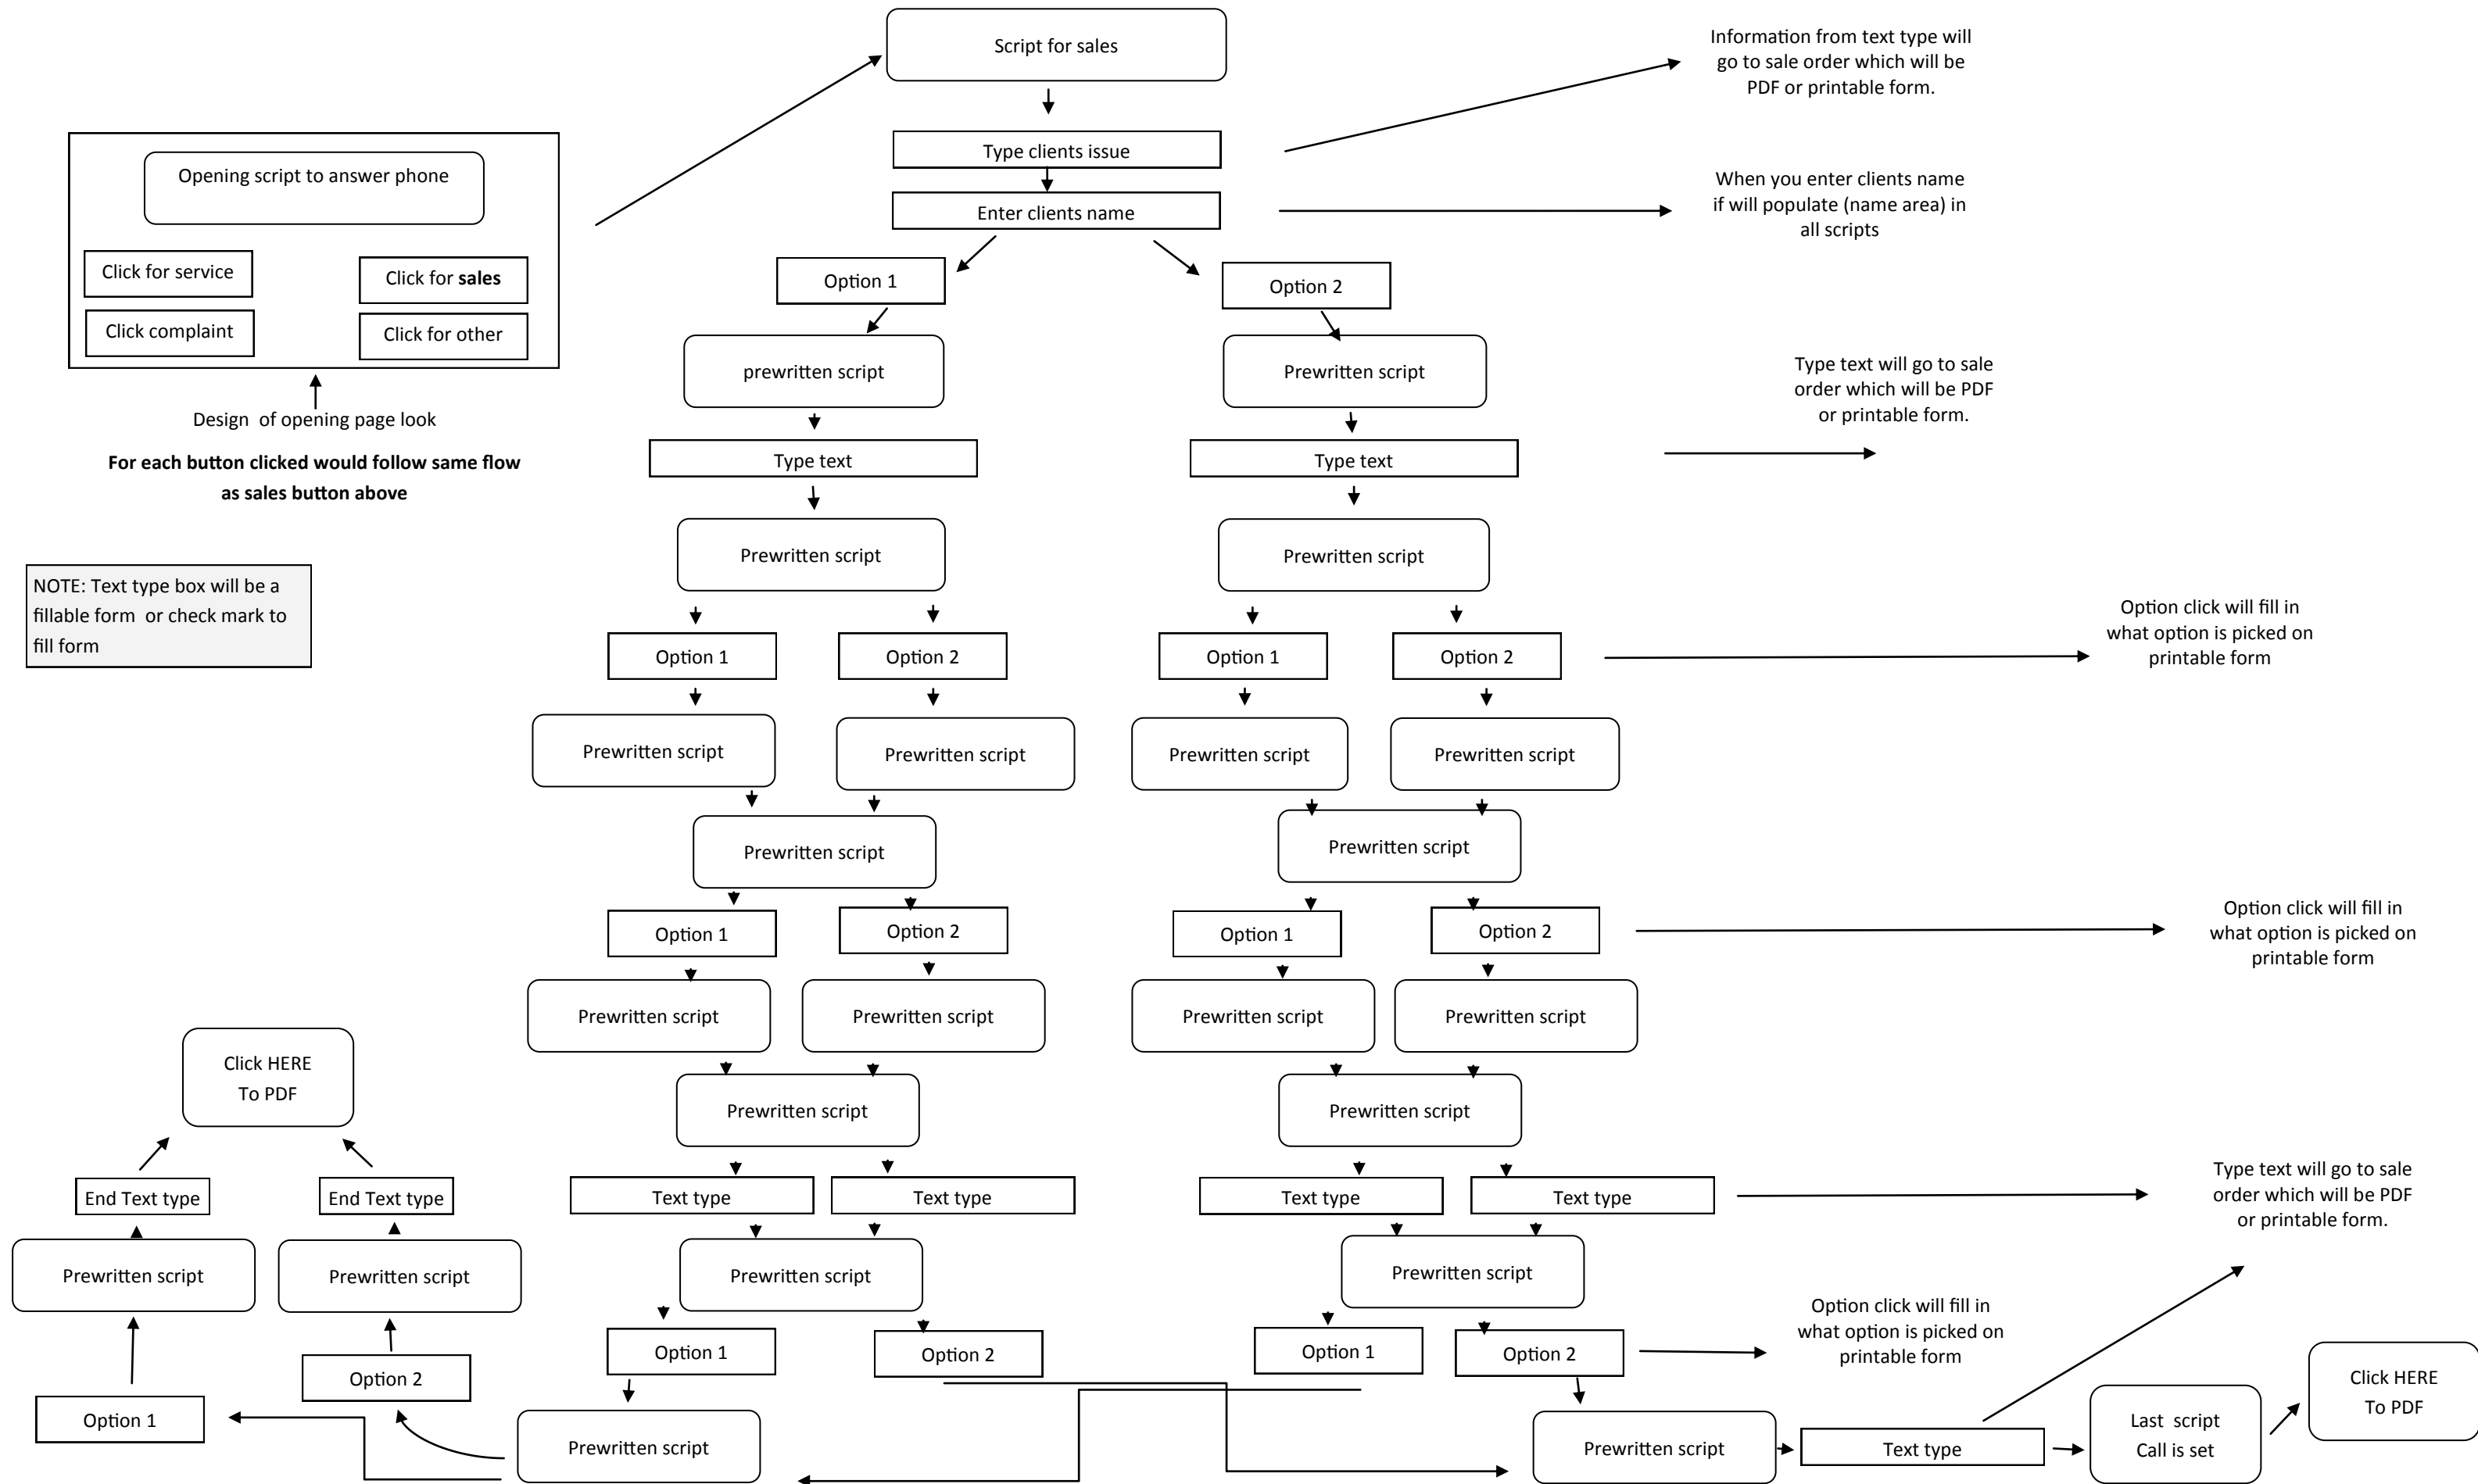 Script for sales
Information from text type will
go to sale order which will be
PDF or printable form.
Type clients issue
Opening script to answer phone
When you enter clients name
if will populate (name area) in
all scripts
Enter clients name
Click for service
Click for sales
Click complaint
Click for other
Option 1
Option 2
prewritten script
Prewritten script
Type text will go to sale
order which will be PDF
or printable form.
Design of opening page look
For each button clicked would follow same flow
as sales button above
Type text
Type text
Prewritten script
Prewritten script
NOTE: Text type box will be a
fillable form or check mark to
fill form
Option click will fill in
what option is picked on
printable form
Option 1
Option 2
Option 1
Option 2
Prewritten script
Prewritten script
Prewritten script
Prewritten script
Prewritten script
Prewritten script
Option 1
Option 2
Option 1
Option 2
Option click will fill in
what option is picked on
printable form
Prewritten script
Prewritten script
Prewritten script
Prewritten script
Click HERE
To PDF
Prewritten script
Prewritten script
End Text type
End Text type
Text type
Text type
Text type
Text type
Type text will go to sale
order which will be PDF
or printable form.
Prewritten script
Prewritten script
Prewritten script
Prewritten script
Option 1
Option 2
Option 1
Option 2
Option click will fill in
what option is picked on
printable form
Option 2
Option 1
Prewritten script
Prewritten script
Text type
Last script
Call is set
Click HERE
To PDF